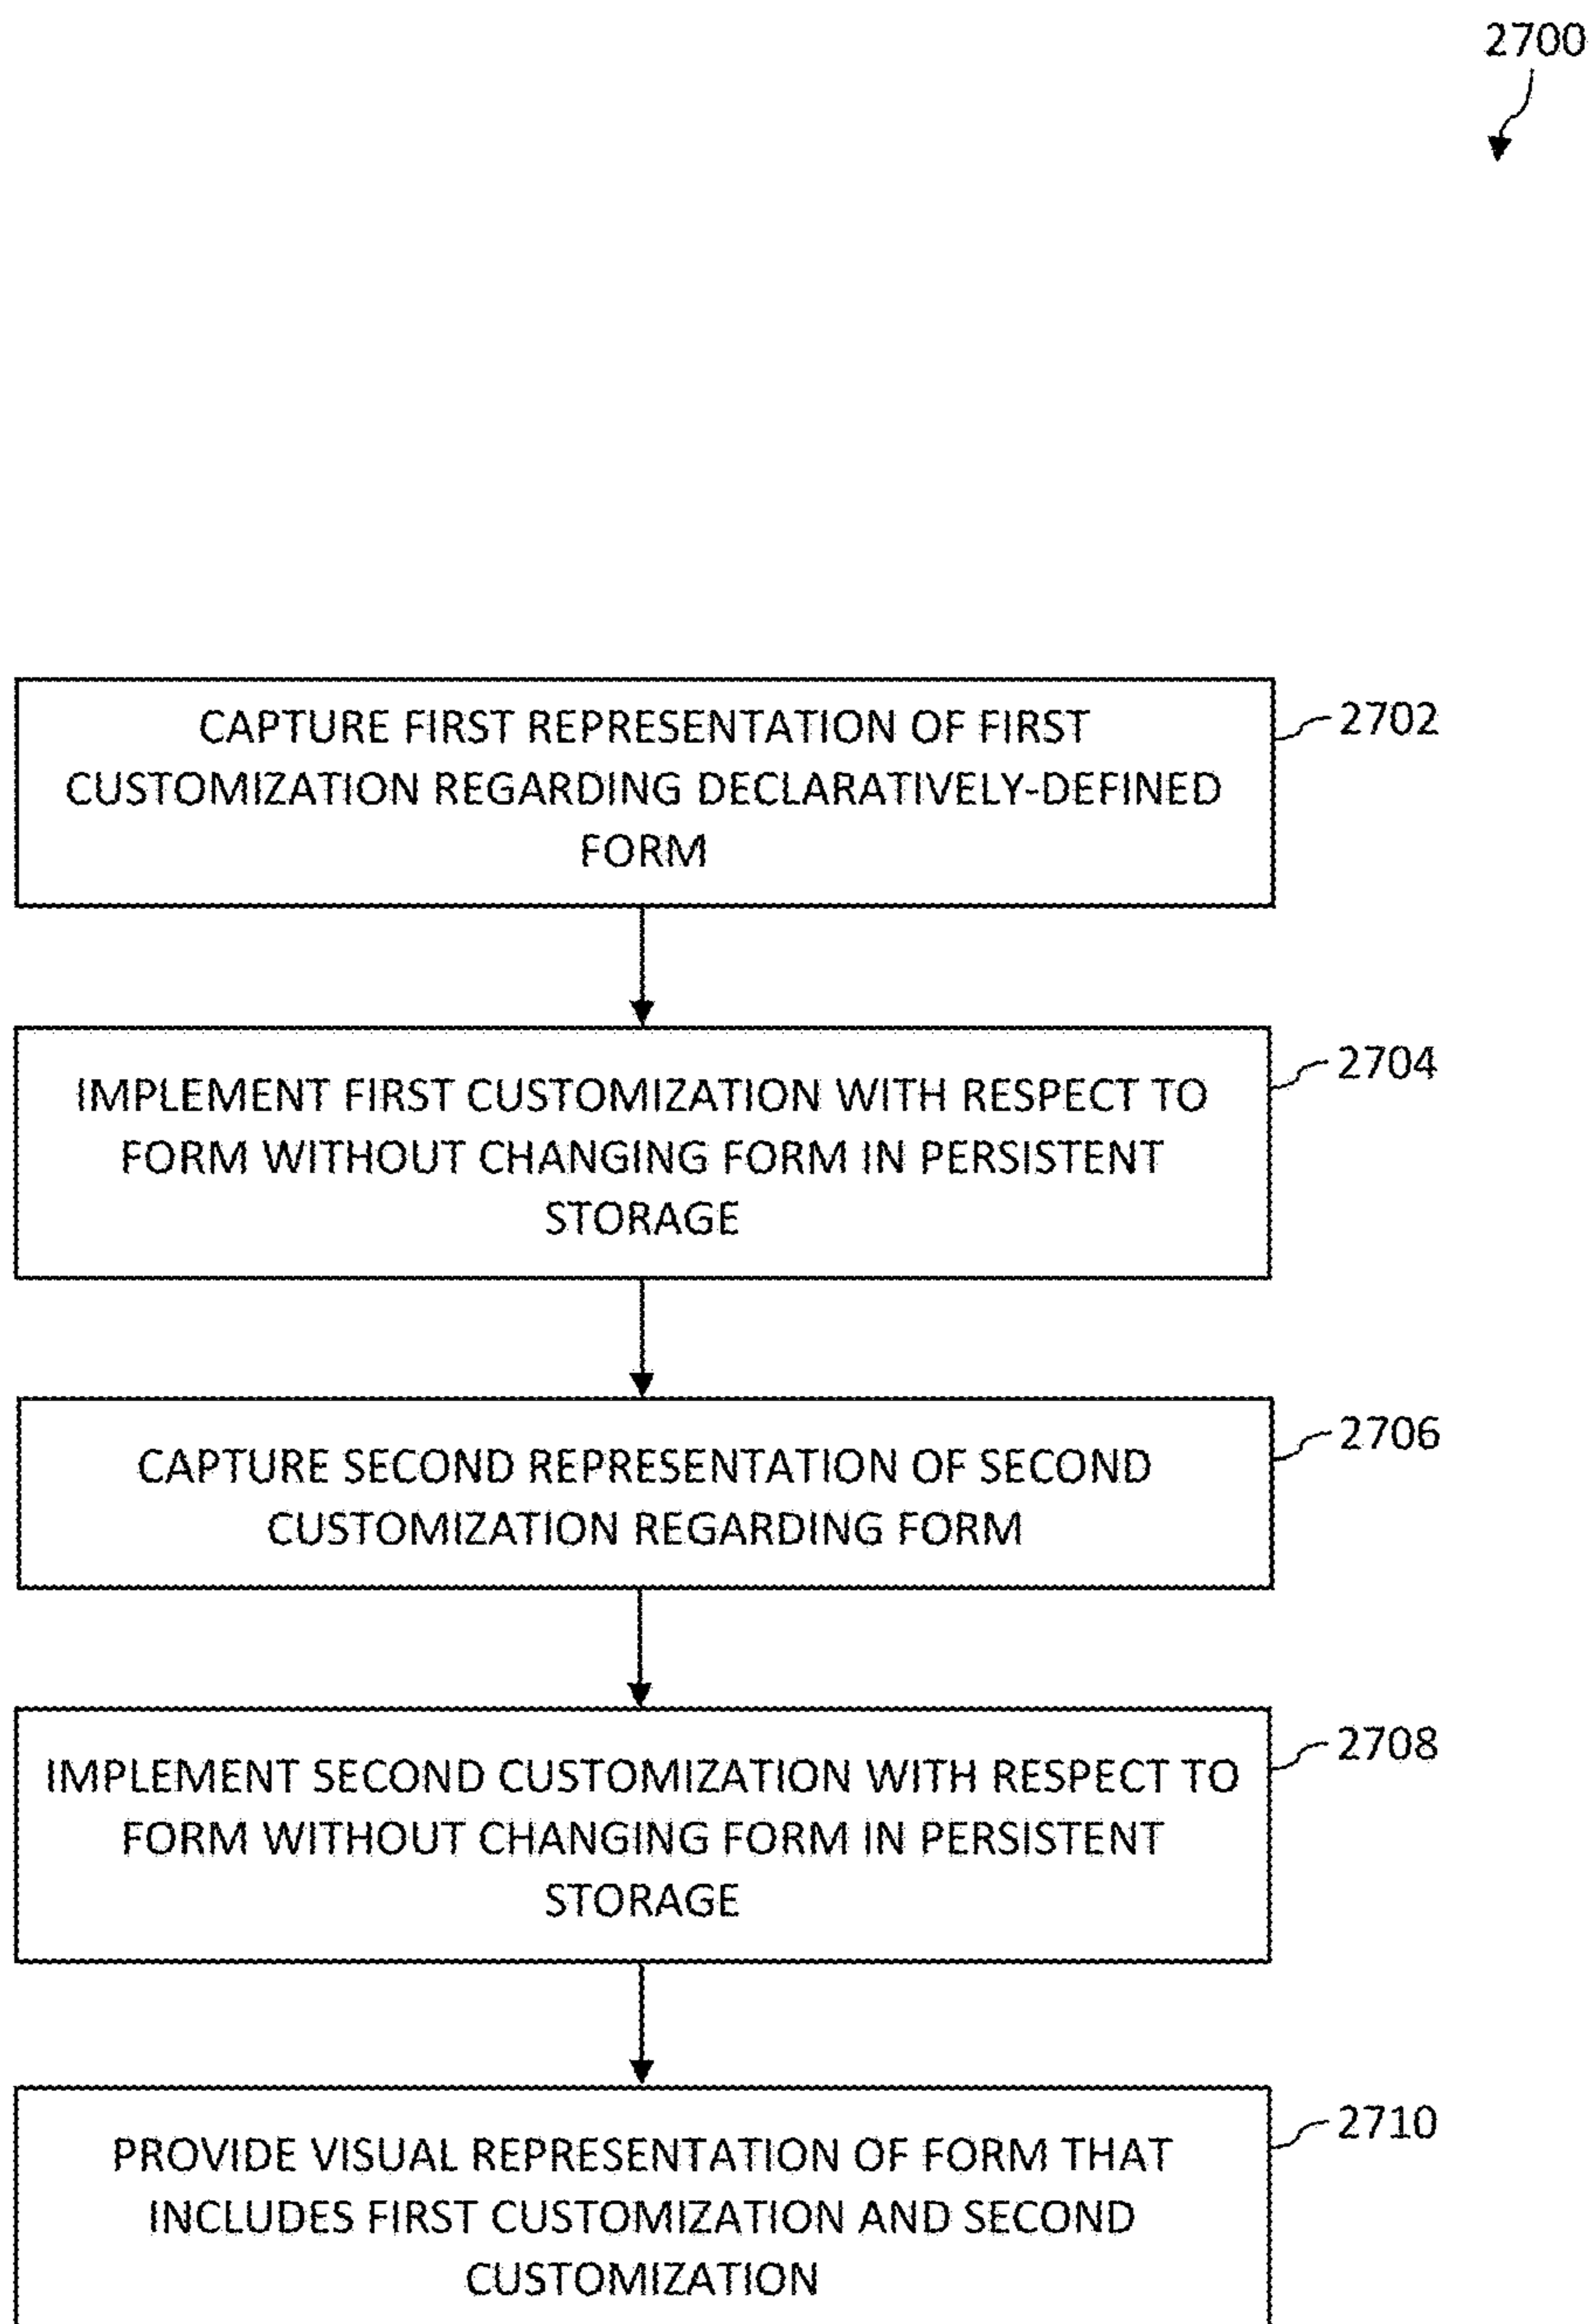 2700
CAPTURE FIRST REPRESENTATION OF FIRST
CUSTOMIZATION REGARDING DECLARATIVELY-DEFINED
FORM
2702
IMPLEMENT FIRST CUSTOMIZATION WITH RESPECT TO
FORM WITHOUT CHANGING FORM IN PERSISTENT
STORAGE
2704
CAPTURE SECOND REPRESENTATION OF SECOND
CUSTOMIZATION REGARDING FORM
2706
IMPLEMENT SECOND CUSTOMIZATION WITH RESPECT TO
FORM WITHOUT CHANGING FORM IN PERSISTENT
STORAGE
2708
PROVIDE VISUAL REPRESENTATION OF FORM THAT
INCLUDES FIRST CUSTOMIZATION AND SECOND
CUSTOMIZATION
2710